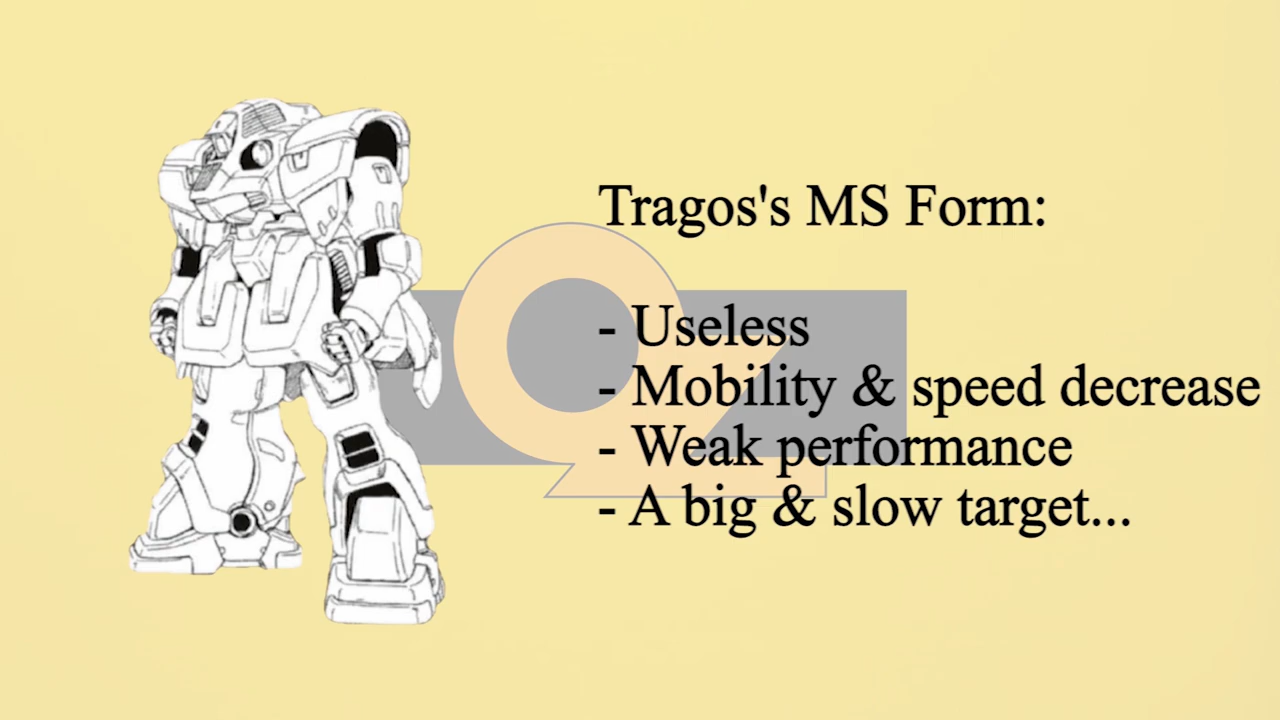 Tragos's MS Form:
- Useless
- Mobility & speed decrease
- Weak performance
- A big & slow target...